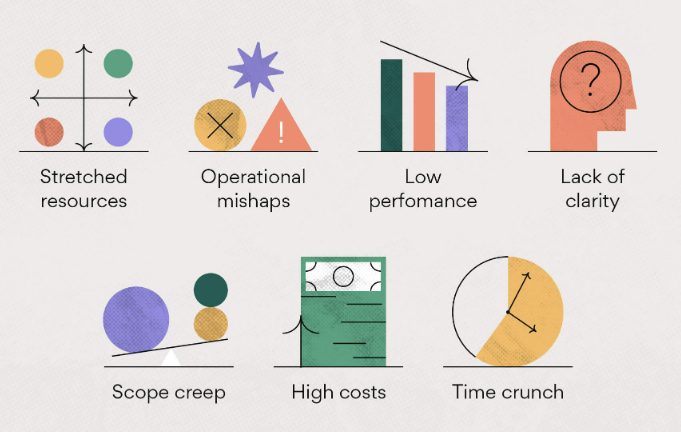 Stretched
resources
Operational
mishaps
Low
perfomance
Lack of
clarity
Scope creep
High costs
Time crunch